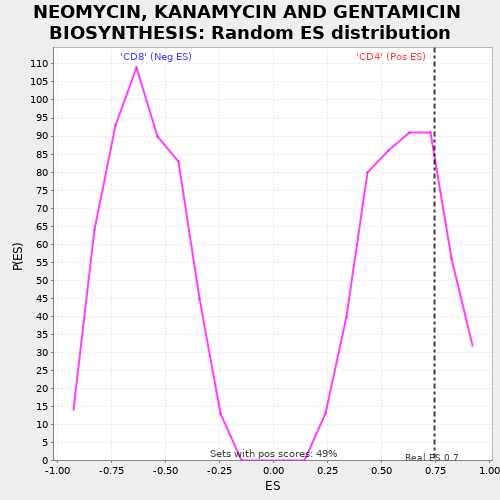 NEOMYCIN, KANAMYCIN AND GENTAMICIN
BIOSYNTHESIS: Random ES distribution
'CD8' (Neg ES)
'CD4' (Pos ES)
110
105
100
95
90
85
80
75
70
65
60
55
50
45
40
35
30
25
20
15
10
5
0
P(ES)
Sets with pos scores: 49%
Real ES 0.7
-1.00 -0.75 -0.50 -0.25 0.00 0.25 0.50 0.75 1.00
ES